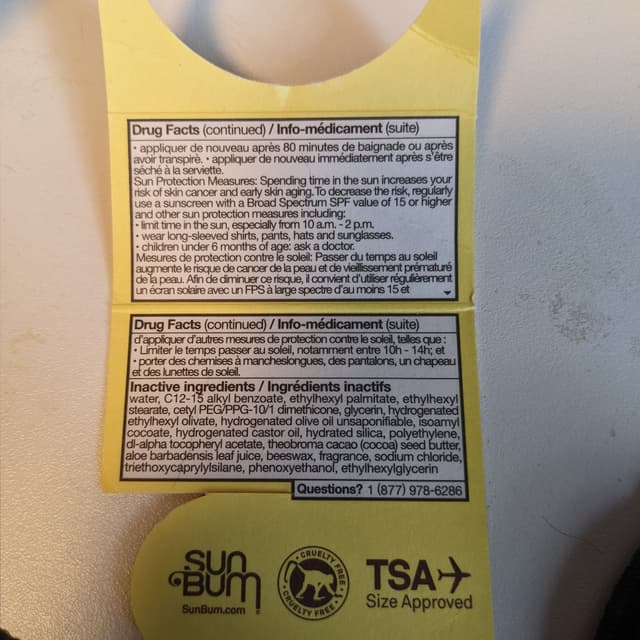 Drug Facts (continued) / Info-médicament (suite)
• appliquer de nouveau après 80 minutes de baignade ou après
avoir transpiré. • appliquer de nouveau immédiatement après s'être
séché à la serviette.
Sun Protection Measures: Spending time in the sun increases your
risk of skin cancer and early skin aging. To decrease the risk, regularly
use a sunscreen with a Broad Spectrum SPF value of 15 or higher
and other sun protection measures including:
• limit time in the sun, especially from 10 a.m. - 2 p.m.
• wear long-sleeved shirts, pants, hats and sunglasses.
• children under 6 months of age: ask a doctor.
Mesures de protection contre le soleil: Passer du temps au soleil
augmente le risque de cancer de la peau et de vieillissement prématuré
de la peau. Afin de diminuer ce risque, il convient d'utiliser régulièrement
un écran solaire avec un FPS à large spectre d'au moins 15 et
Drug Facts (continued) / Info-médicament (suite)
d'appliquer d'autres mesures de protection contre le soleil, telles que :
• Limiter le temps passer au soleil, notamment entre 10h - 14h; et
• porter des chemises à mancheslongues, des pantalons, un chapeau
et des lunettes de soleil.
Inactive ingredients / Ingrédients inactifs
water, C12-15 alkyl benzoate, ethylhexyl palmitate, ethylhexyl
stearate, cetyl PEG/PPG-10/1 dimethicone, glycerin, hydrogenated
ethylhexyl olivate, hydrogenated olive oil unsaponifiable, isoamyl
cocoate, hydrogenated castor oil, hydrated silica, polyethylene,
dl-alpha tocopheryl acetate, theobroma cacao (cocoa) seed butter,
aloe barbadensis leaf juice, beeswax, fragrance, sodium chloride,
triethoxycaprylylsilane, phenoxyethanol, ethylhexylglycerin
Questions? 1 (877) 978-6286
SUN
BUM
SunBum.com
CRUELTY FREE
CRUELTY FREE
TSA
Size Approved